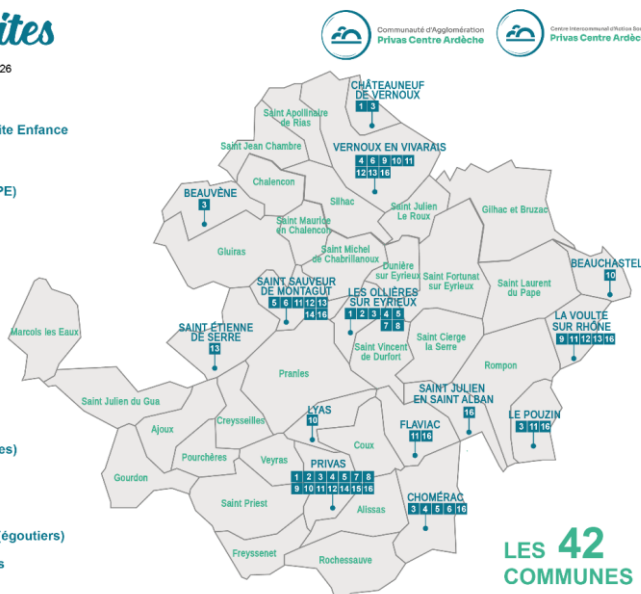 ites
26
Communauté d'Agglomération
Privas Centre Ardèche
Privas Centre Ardèch
ite Enfance
PE)
es)
(égoutiers)
s
CHÂTEAUNEUF
DE VERNOUX
1 3
Saint Apollinaire
de Rias
Saint Jean Chambre
VERNOUX EN VIVARAIS
4 6 9 10 11
12 13 16
Chalencon
BEAUVÈNE
3
Silhac
Saint Julien
Le Roux
Gilhac et Bruzac
Saint Maurice
en Chalencon
Gluiras
Saint Michel
de Chabrillanoux
Dunière
sur Eyrieux
Saint Fortunat
sur Eyrieux
BEAUCHASTEL
10
SAINT SAUVEUR
DE MONTAGUT
5 6 11 12 13
14 16
LES OLLIÈRES
SUR EYRIEUX
1 2 3 4 5
7 8
Saint Laurent
du Pape
LA VOULTE
SUR RHÔNE
9 11 12 13 16
Marcols les Eaux
SAINT ÉTIENNE
DE SERRE
13
Saint Vincent
de Durfort
Saint Cierge
la Serre
Rompon
Pranles
SAINT JULIEN
EN SAINT ALBAN
16
Saint Julien du Gua
LYAS
10
LE POUZIN
3 11 16
Creysseilles
FLAVIAC
11 16
Ajoux
Coux
Pourchères
Veyras
PRIVAS
1 2 3 4 5 7 8
9 10 11 12 14 15 16
Gourdon
CHOMÉRAC
3 4 5 6 16
Saint Priest
Alissas
Freyssenet
Rochessauve
LES 42
COMMUNES